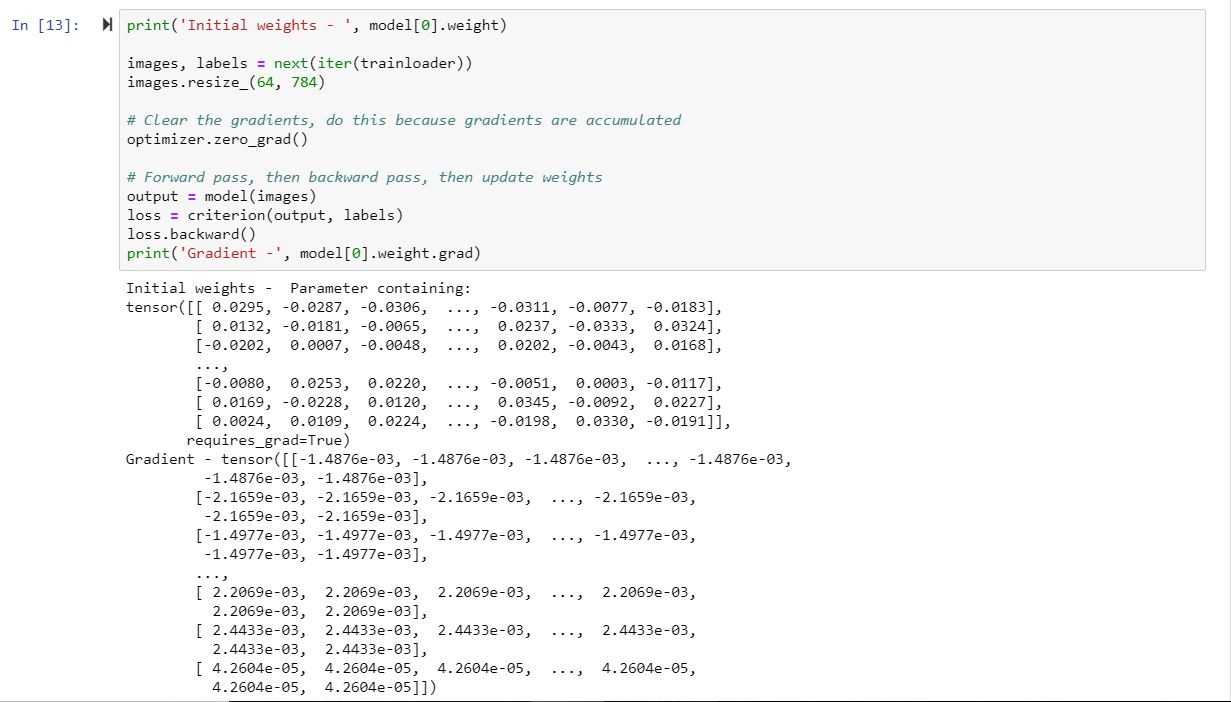 In [13]:
print('Initial weights - ', model[0].weight)
images, labels = next(iter(trainloader))
images.resize_(64, 784)
# Clear the gradients, do this because gradients are accumulated
optimizer.zero_grad()
# Forward pass, then backward pass, then update weights
output = model(images)
loss = criterion(output, labels)
loss.backward()
print('Gradient -', model[0].weight.grad)
Initial weights -  Parameter containing:
tensor([[ 0.0295, -0.0287, -0.0306,  ..., -0.0311, -0.0077, -0.0183],
        [ 0.0132, -0.0181, -0.0065,  ...,  0.0237, -0.0333,  0.0324],
        [-0.0202,  0.0007, -0.0048,  ...,  0.0202, -0.0043,  0.0168],
        ...,
        [-0.0080,  0.0253,  0.0220,  ..., -0.0051,  0.0003, -0.0117],
        [ 0.0169, -0.0228,  0.0120,  ...,  0.0345, -0.0092,  0.0227],
        [ 0.0024,  0.0109,  0.0224,  ..., -0.0198,  0.0330, -0.0191]],
       requires_grad=True)
Gradient - tensor([[-1.4876e-03, -1.4876e-03, -1.4876e-03,  ..., -1.4876e-03,
         -1.4876e-03, -1.4876e-03],
        [-2.1659e-03, -2.1659e-03, -2.1659e-03,  ..., -2.1659e-03,
         -2.1659e-03, -2.1659e-03],
        [-1.4977e-03, -1.4977e-03, -1.4977e-03,  ..., -1.4977e-03,
         -1.4977e-03, -1.4977e-03],
        ...,
        [ 2.2069e-03,  2.2069e-03,  2.2069e-03,  ...,  2.2069e-03,
          2.2069e-03,  2.2069e-03],
        [ 2.4433e-03,  2.4433e-03,  2.4433e-03,  ...,  2.4433e-03,
          2.4433e-03,  2.4433e-03],
        [ 4.2604e-05,  4.2604e-05,  4.2604e-05,  ...,  4.2604e-05,
          4.2604e-05,  4.2604e-05]])